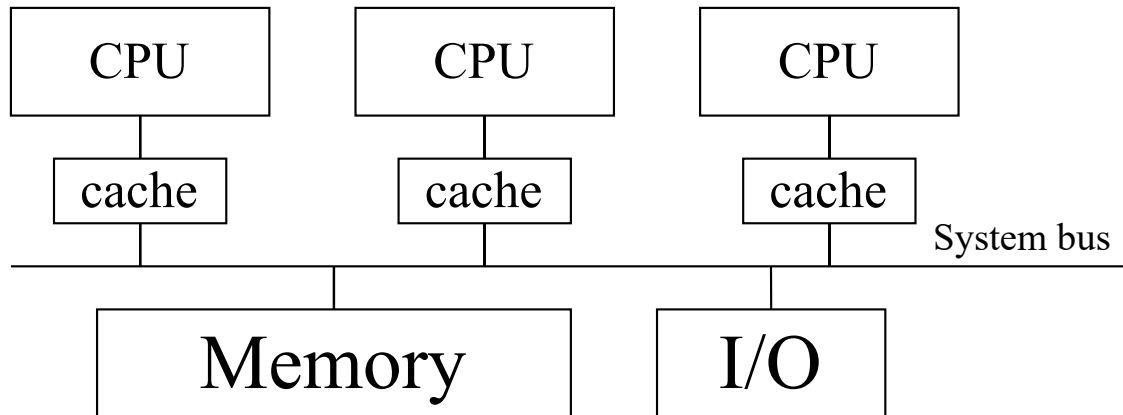 CPU CPU CPU
cache cache cache
System bus
Memory I/O